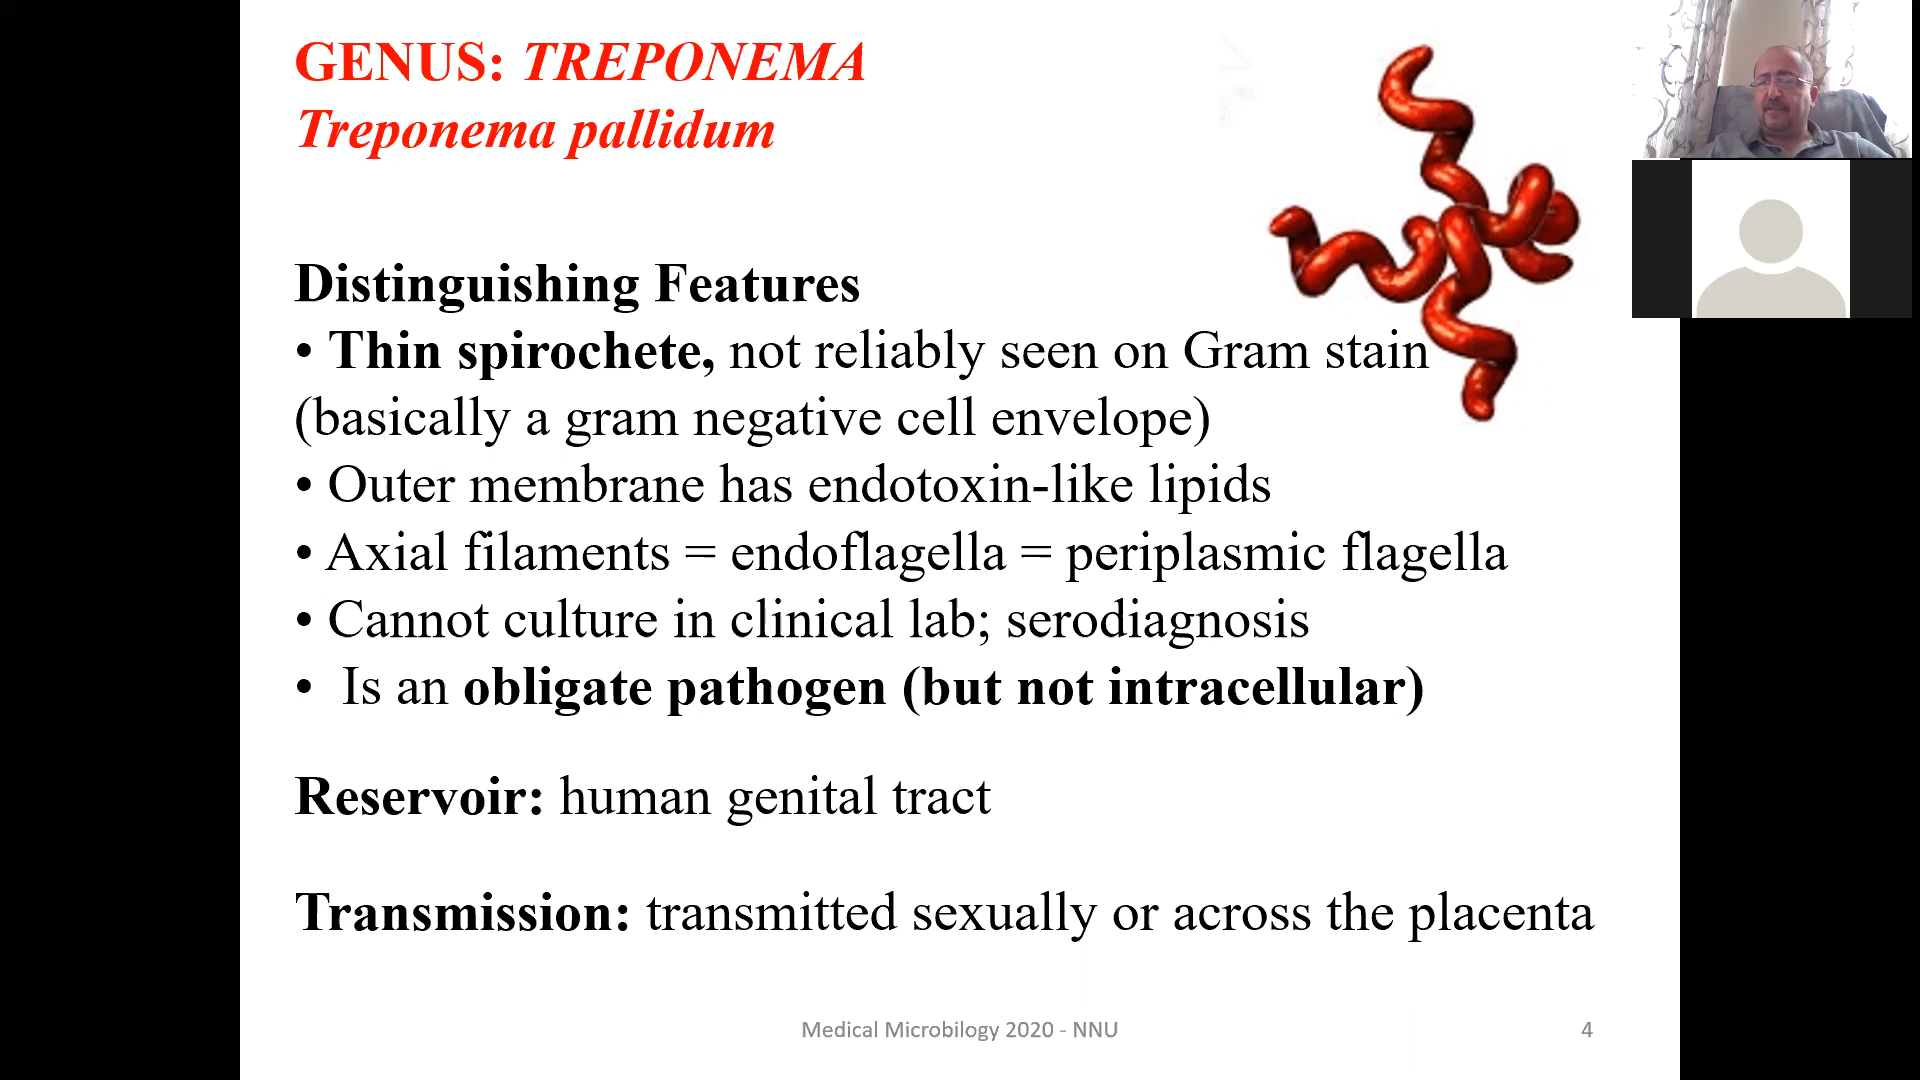 GENUS: TREPONEMA
Treponema pallidum
Distinguishing Features
• Thin spirochete, not reliably seen on Gram stain
(basically a gram negative cell envelope)
• Outer membrane has endotoxin-like lipids
• Axial filaments = endoflagella = periplasmic flagella
• Cannot culture in clinical lab; serodiagnosis
• Is an obligate pathogen (but not intracellular)
Reservoir: human genital tract
Transmission: transmitted sexually or across the placenta
Medical Microbilogy 2020 - NNU
4